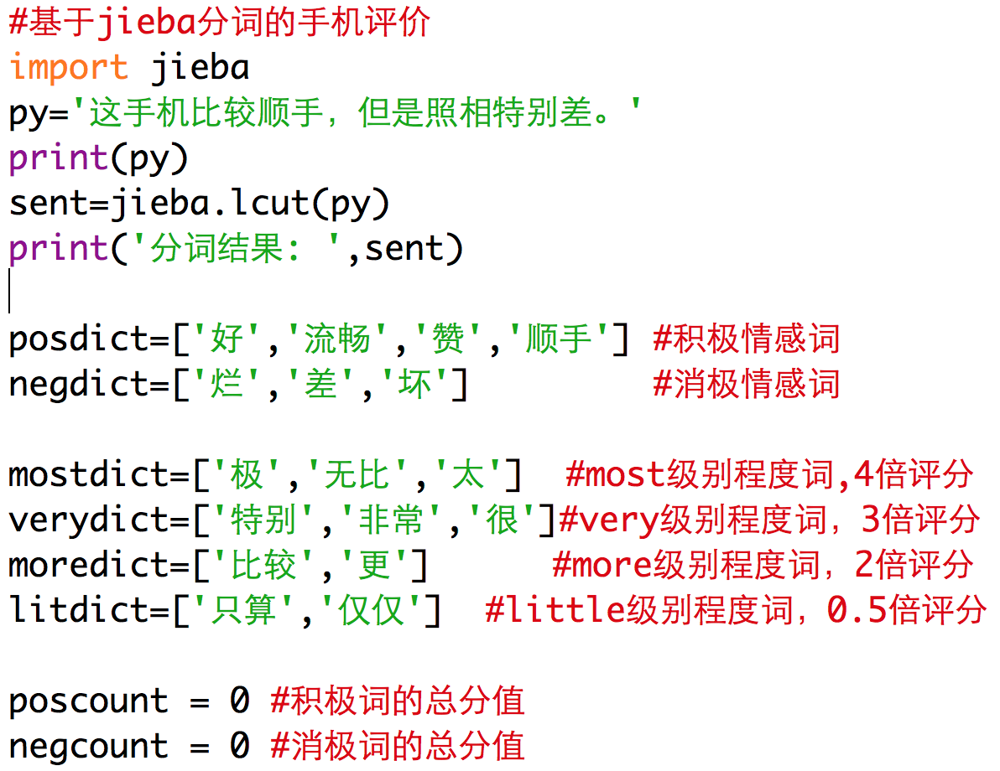 #基于jieba分词的手机评价
import jieba
py='这手机比较顺手，但是照相特别差。'
print(py)
sent=jieba.lcut(py)
print('分词结果：',sent)
posdict=['好','流畅','赞','顺手'] #积极情感词
negdict=['烂','差','坏']         #消极情感词
mostdict=['极','无比','太']  #most级别程度词,4倍评分
verydict=['特别','非常','很']#very级别程度词，3倍评分
moredict=['比较','更']      #more级别程度词，2倍评分
litdict=['只算','仅仅']  #little级别程度词，0.5倍评分
poscount = 0 #积极词的总分值
negcount = 0 #消极词的总分值